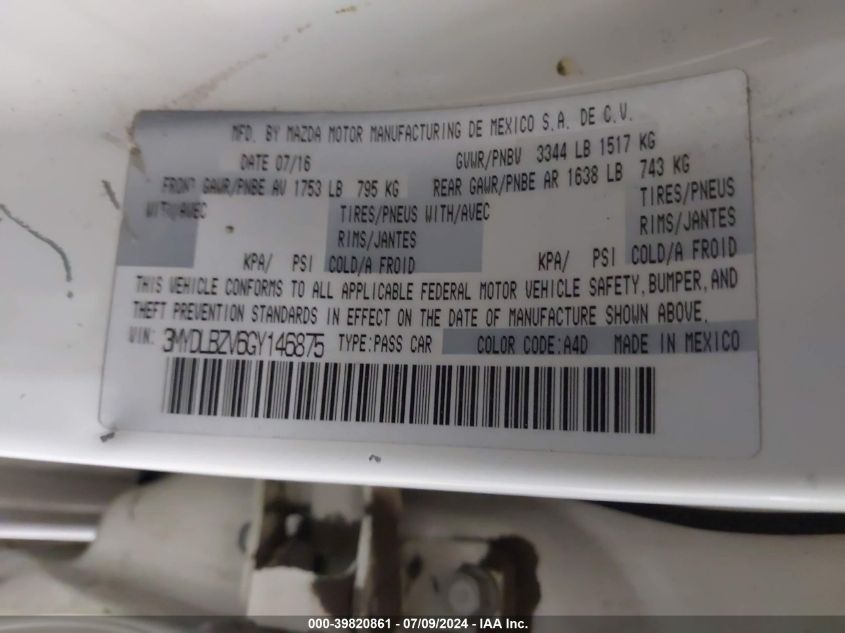 MFD. BY MAZDA MOTOR MANUFACTURING DE MEXICO S.A. DE C.V.
DATE 07/16 GVWR/PNBV 3344 LB 1517 KG
FRONT GAWR/PNBE AV 1753 LB 795 KG REAR GAWR/PNBE AR 1638 LB 743 KG
WITH/AVEC TIRES/PNEUS WITH/AVEC TIRES/PNEUS
RIMS/JANTES RIMS/JANTES
KPA/ PSI COLD/A FROID KPA/ PSI COLD/A FROID
THIS VEHICLE CONFORMS TO ALL APPLICABLE FEDERAL MOTOR VEHICLE SAFETY, BUMPER, AND
THEFT PREVENTION STANDARDS IN EFFECT ON THE DATE OF MANUFACTURE SHOWN ABOVE.
VIN: 3MYDLBZV6GY146875 TYPE:PASS CAR COLOR CODE:A4D MADE IN MEXICO
000-39820861 - 07/09/2024 - IAA Inc.